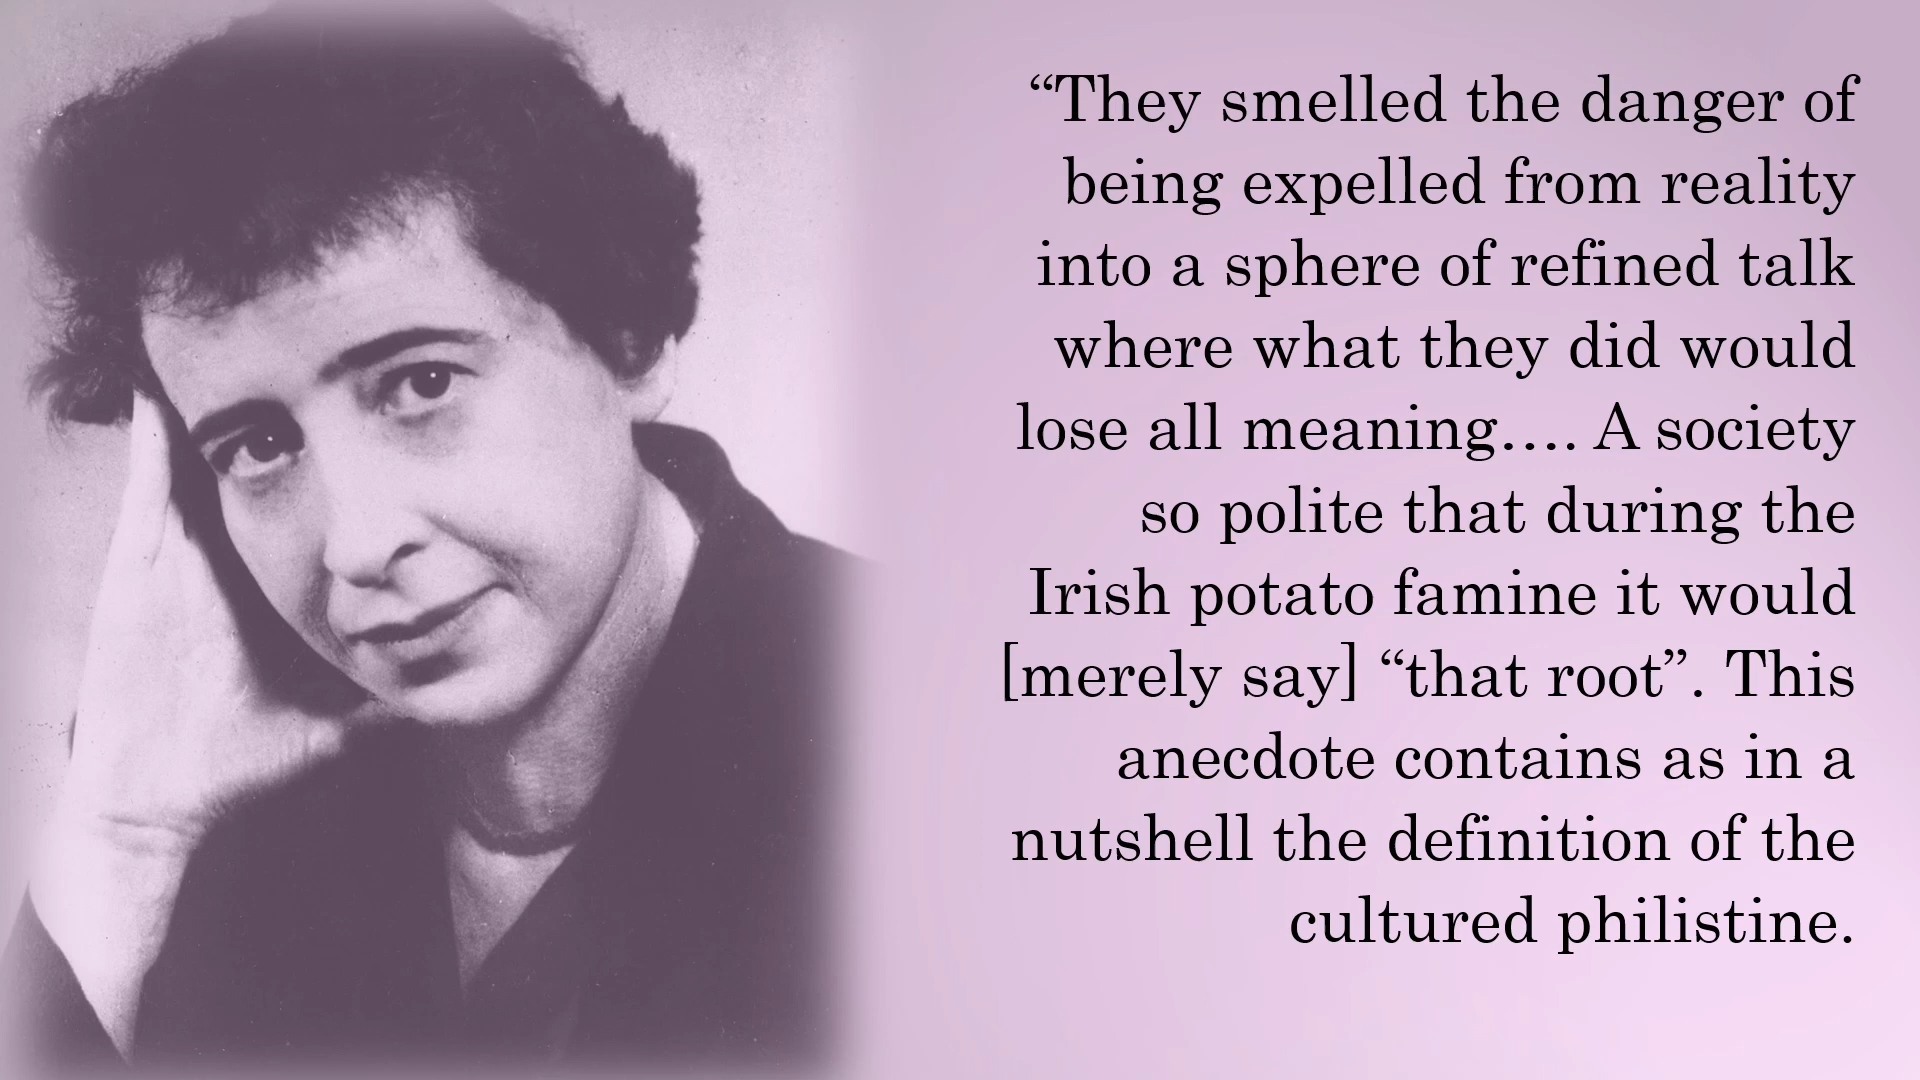 “They smelled the danger of
being expelled from reality
into a sphere of refined talk
where what they did would
lose all meaning…. A society
so polite that during the
Irish potato famine it would
[merely say] “that root”. This
anecdote contains as in a
nutshell the definition of the
cultured philistine.